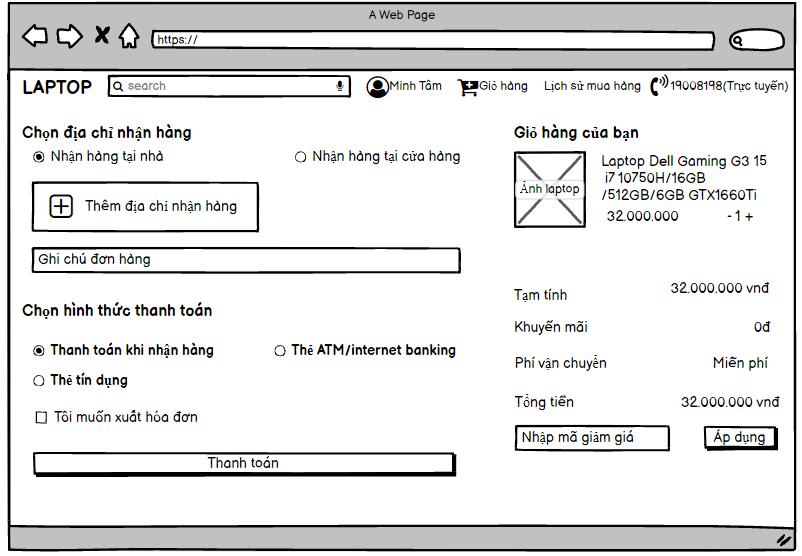 A Web Page
https://
LAPTOP
search
Minh Tâm
Giỏ hàng
Lịch sử mua hàng
19008198(Trực tuyến)
Chọn địa chỉ nhận hàng
Nhận hàng tại nhà
Nhận hàng tại cửa hàng
Thêm địa chỉ nhận hàng
Ghi chú đơn hàng
Chọn hình thức thanh toán
Thanh toán khi nhận hàng
Thẻ ATM/internet banking
Thẻ tín dụng
Tôi muốn xuất hóa đơn
Thanh toán
Giỏ hàng của bạn
Ảnh laptop
Laptop Dell Gaming G3 15
i7 10750H/16GB
/512GB/6GB GTX1660Ti
32.000.000
- 1 +
Tạm tính
32.000.000 vnđ
Khuyến mãi
0đ
Phí vận chuyển
Miễn phí
Tổng tiền
32.000.000 vnđ
Nhập mã giảm giá
Áp dụng